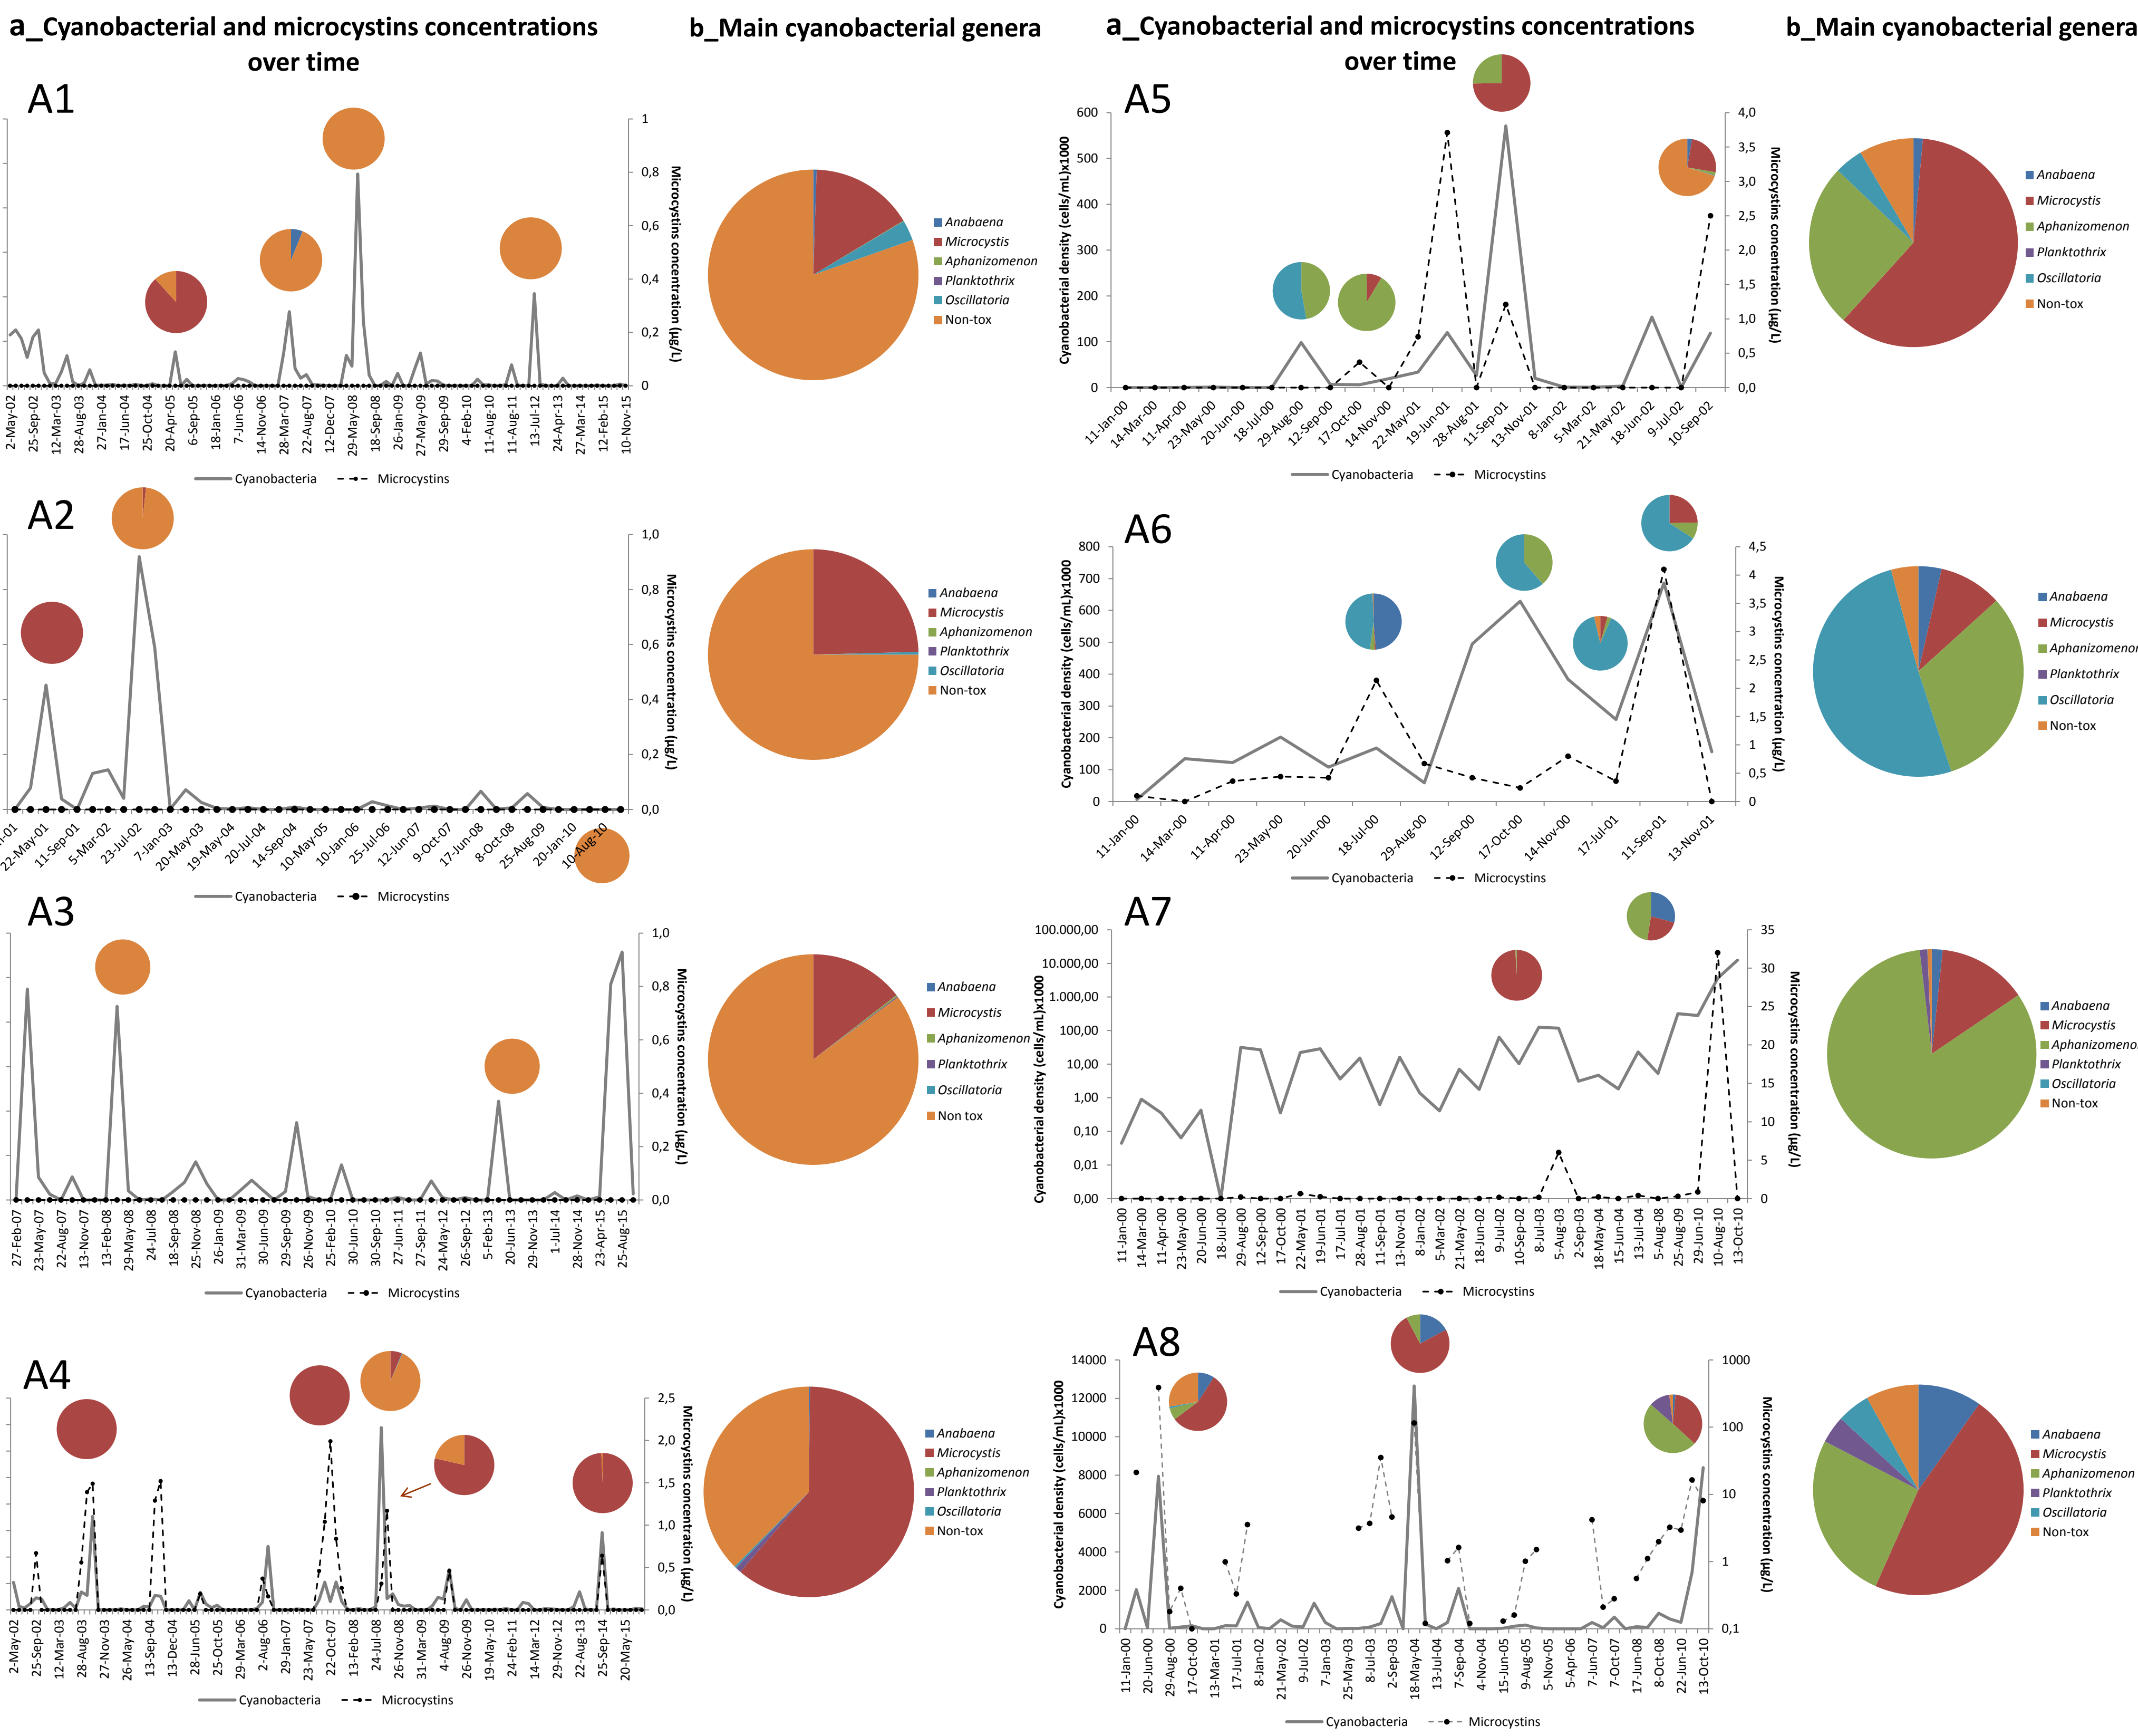 a_Cyanobacterial and microcystins concentrations
over time
b_Main cyanobacterial genera
A1
1
0,8
0,6
0,4
0,2
0
Microcystins concentration (µg/L)
2-May-02
25-Sep-02
12-Mar-03
28-Aug-03
27-Jan-04
17-Jun-04
25-Oct-04
20-Apr-05
6-Sep-05
18-Jan-06
7-Jun-06
14-Nov-06
28-Mar-07
22-Aug-07
12-Dec-07
29-May-08
18-Sep-08
26-Jan-09
27-May-09
29-Sep-09
4-Feb-10
11-Aug-10
11-Aug-11
13-Jul-12
24-Apr-13
27-Mar-14
12-Feb-15
10-Nov-15
Cyanobacteria
Microcystins
Anabaena
Microcystis
Aphanizomenon
Planktothrix
Oscillatoria
Non-tox
A2
1,0
0,8
0,6
0,4
0,2
0,0
Microcystins concentration (µg/L)
n-01
22-May-01
11-Sep-01
5-Mar-02
23-Jul-02
7-Jan-03
20-May-03
19-May-04
20-Jul-04
14-Sep-04
10-May-05
10-Jan-06
25-Jul-06
12-Jun-07
9-Oct-07
17-Jun-08
8-Oct-08
25-Aug-09
20-Jan-10
10-Aug-10
Cyanobacteria
Microcystins
Anabaena
Microcystis
Aphanizomenon
Planktothrix
Oscillatoria
Non-tox
A3
1,0
0,8
0,6
0,4
0,2
0,0
Microcystins concentration (µg/L)
27-Feb-07
23-May-07
22-Aug-07
13-Nov-07
13-Feb-08
29-May-08
24-Jul-08
18-Sep-08
25-Nov-08
26-Jan-09
31-Mar-09
30-Jun-09
29-Sep-09
26-Nov-09
25-Feb-10
30-Jun-10
30-Sep-10
27-Jun-11
27-Sep-11
24-May-12
26-Sep-12
5-Feb-13
20-Jun-13
29-Nov-13
1-Jul-14
28-Nov-14
23-Apr-15
25-Aug-15
Cyanobacteria
Microcystins
Anabaena
Microcystis
Aphanizomenon
Planktothrix
Oscillatoria
Non tox
A4
2,5
2,0
1,5
1,0
0,5
0,0
Microcystins concentration (µg/L)
2-May-02
25-Sep-02
12-Mar-03
28-Aug-03
27-Nov-03
26-May-04
13-Sep-04
13-Dec-04
28-Jun-05
25-Oct-05
29-Mar-06
2-Aug-06
29-Jan-07
23-May-07
22-Oct-07
13-Feb-08
24-Jul-08
26-Nov-08
31-Mar-09
4-Aug-09
26-Nov-09
19-May-10
24-Feb-11
14-Mar-12
29-Nov-12
22-Aug-13
25-Sep-14
20-May-15
Cyanobacteria
Microcystins
Anabaena
Microcystis
Aphanizomenon
Planktothrix
Oscillatoria
Non-tox
a_Cyanobacterial and microcystins concentrations
over time
b_Main cyanobacterial genera
A5
Cyanobacterial density (cells/mL)x1000
600
500
400
300
200
100
0
4,0
3,5
3,0
2,5
2,0
1,5
1,0
0,5
0,0
Microcystins concentration (µg/L)
11-Jan-00
14-Mar-00
11-Apr-00
23-May-00
20-Jun-00
18-Jul-00
29-Aug-00
12-Sep-00
17-Oct-00
14-Nov-00
22-May-01
19-Jun-01
28-Aug-01
11-Sep-01
13-Nov-01
8-Jan-02
5-Mar-02
21-May-02
18-Jun-02
9-Jul-02
10-Sep-02
Cyanobacteria
Microcystins
Anabaena
Microcystis
Aphanizomenon
Planktothrix
Oscillatoria
Non-tox
A6
Cyanobacterial density (cells/mL)x1000
800
700
600
500
400
300
200
100
0
4,5
4
3,5
3
2,5
2
1,5
1
0,5
0
Microcystins concentration (µg/L)
11-Jan-00
14-Mar-00
11-Apr-00
23-May-00
20-Jun-00
18-Jul-00
29-Aug-00
12-Sep-00
17-Oct-00
14-Nov-00
17-Jul-01
11-Sep-01
13-Nov-01
Cyanobacteria
Microcystins
Anabaena
Microcystis
Aphanizomenon
Planktothrix
Oscillatoria
Non-tox
A7
Cyanobacterial density (cells/mL)x1000
100.000,00
10.000,00
1.000,00
100,00
10,00
1,00
0,10
0,01
0,00
35
30
25
20
15
10
5
0
Microcystins concentration (µg/L)
11-Jan-00
14-Mar-00
11-Apr-00
23-May-00
20-Jun-00
18-Jul-00
29-Aug-00
12-Sep-00
17-Oct-00
22-May-01
19-Jun-01
17-Jul-01
28-Aug-01
11-Sep-01
13-Nov-01
8-Jan-02
5-Mar-02
21-May-02
18-Jun-02
9-Jul-02
10-Sep-02
8-Jul-03
5-Aug-03
2-Sep-03
18-May-04
15-Jun-04
13-Jul-04
5-Aug-08
25-Aug-09
29-Jun-10
10-Aug-10
13-Oct-10
Cyanobacteria
Microcystins
Anabaena
Microcystis
Aphanizomeno
Planktothrix
Oscillatoria
Non-tox
A8
Cyanobacterial density (cells/mL)x1000
14000
12000
10000
8000
6000
4000
2000
0
1000
100
10
1
0,1
Microcystins concentration (µg/L)
11-Jan-00
20-Jun-00
29-Aug-00
17-Oct-00
13-Mar-01
17-Jul-01
8-Jan-02
21-May-02
9-Jul-02
7-Jan-03
25-May-03
8-Jul-03
2-Sep-03
18-May-04
13-Jul-04
7-Sep-04
4-Nov-04
15-Jun-05
9-Aug-05
5-Nov-05
5-Apr-06
7-Jun-07
7-Oct-07
17-Jun-08
8-Oct-08
22-Jun-10
13-Oct-10
Cyanobacteria
Microcystins
Anabaena
Microcystis
Aphanizomenon
Planktothrix
Oscillatoria
Non-tox